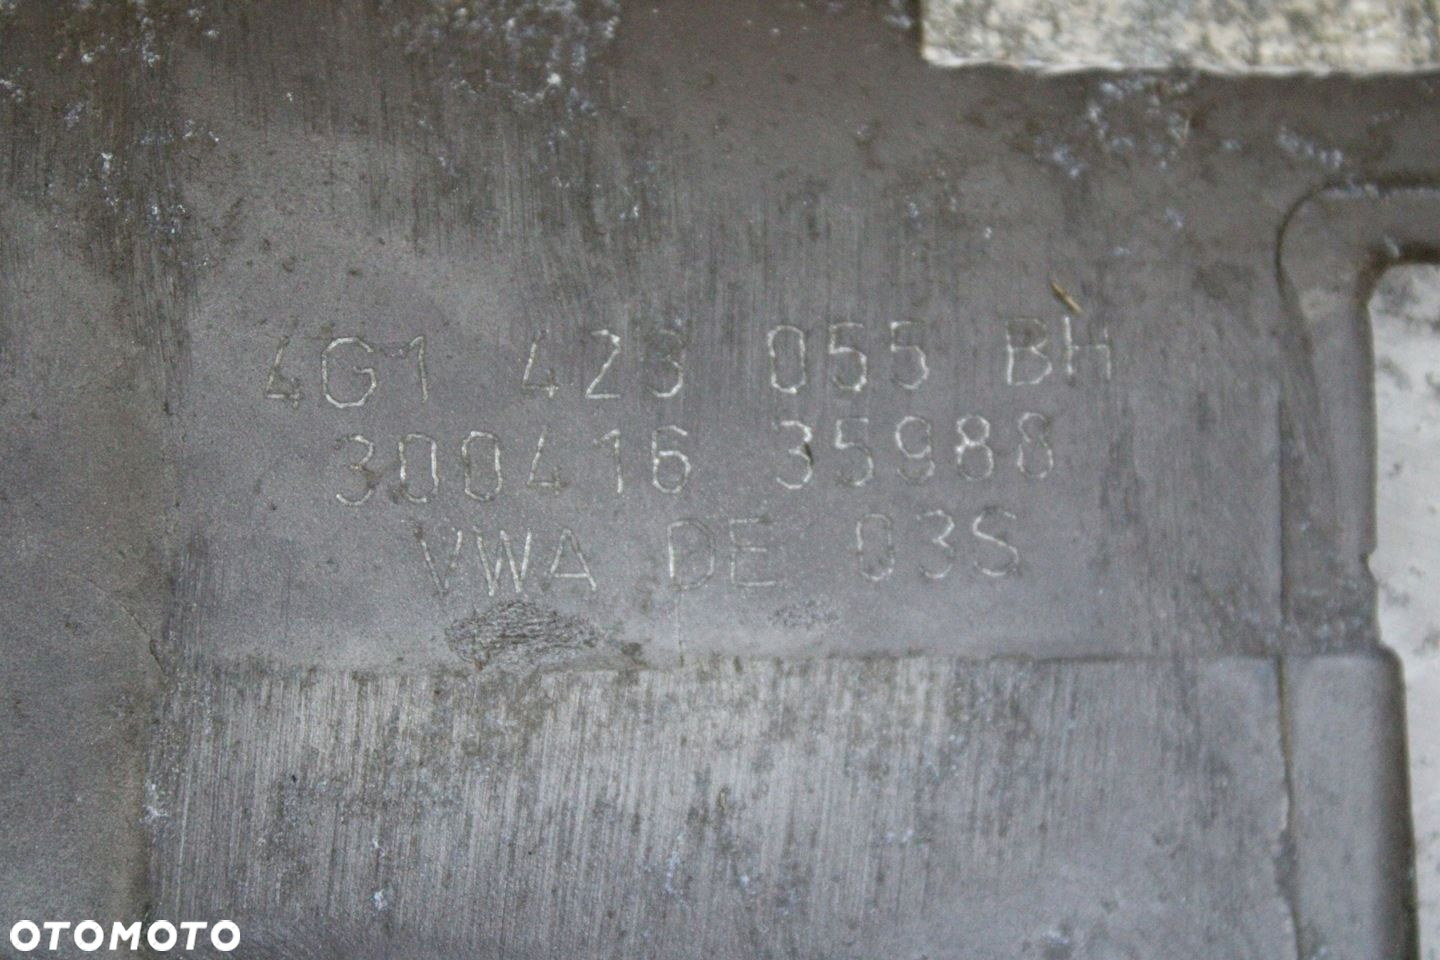 4G1 423 055 BH
300416 35988
VWA DE 03S
OTOMOTO